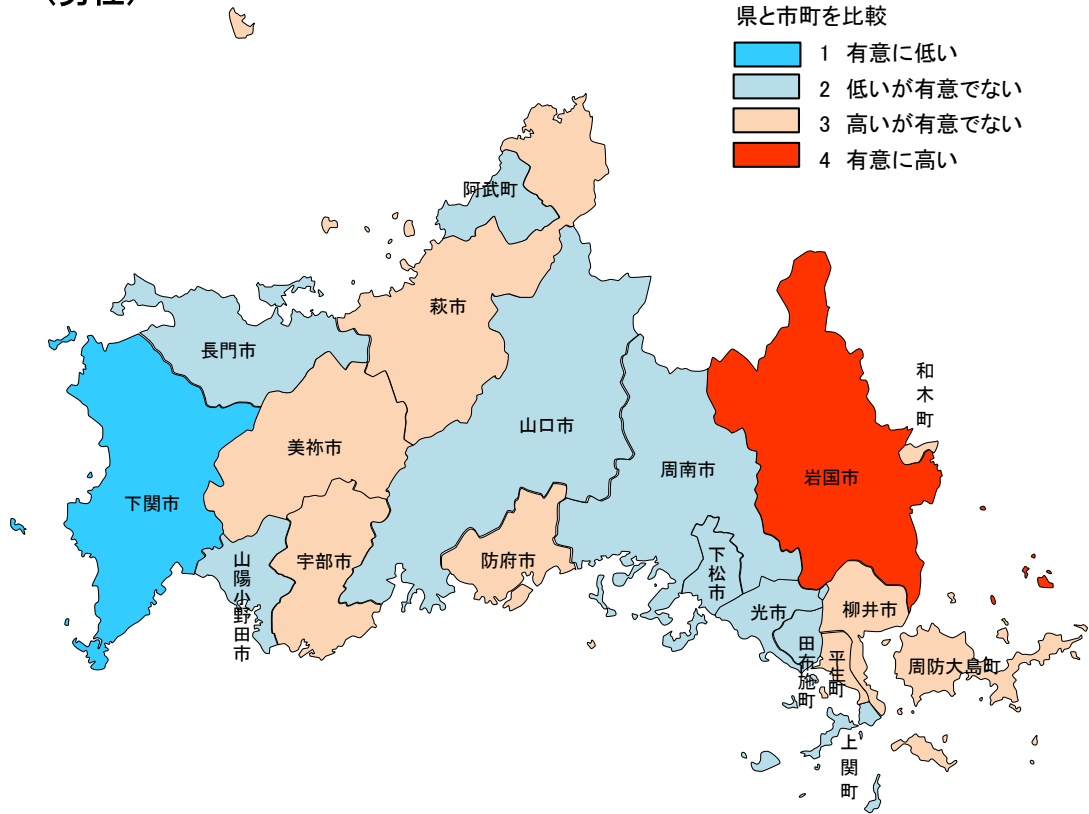 (男性)
県と市町を比較
1 有意に低い
2 低いが有意でない
3 高いが有意でない
4 有意に高い
阿武町
萩市
長門市
和木町
山口市
美祢市
周南市
岩国市
下関市
宇部市
防府市
下松市
山陽小野田市
光市
柳井市
田布施町
平生町
周防大島町
上関町